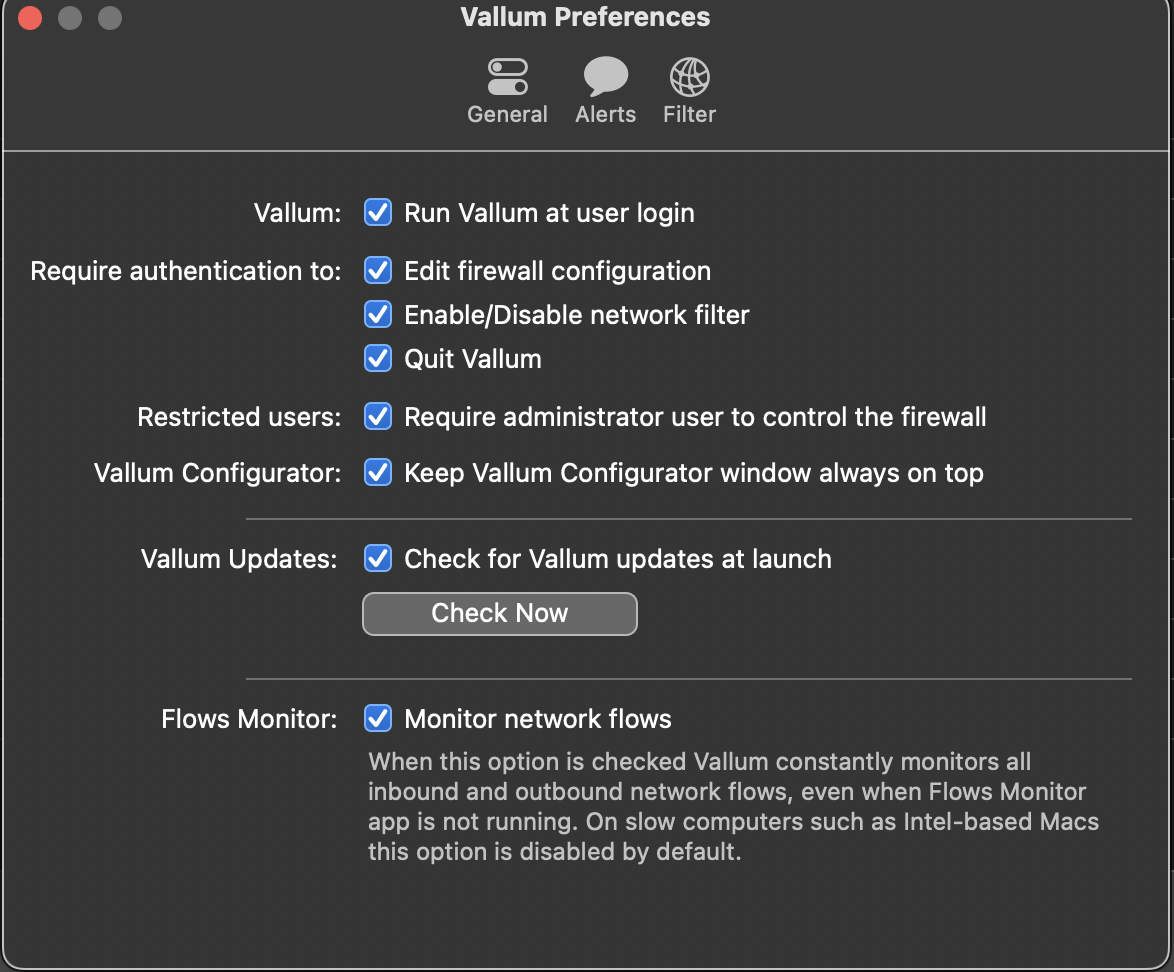 Vallum Preferences
General Alerts Filter
Vallum: Run Vallum at user login
Require authentication to: Edit firewall configuration
Enable/Disable network filter
Quit Vallum
Restricted users: Require administrator user to control the firewall
Vallum Configurator: Keep Vallum Configurator window always on top
Vallum Updates: Check for Vallum updates at launch
Check Now
Flows Monitor: Monitor network flows
When this option is checked Vallum constantly monitors all
inbound and outbound network flows, even when Flows Monitor
app is not running. On slow computers such as Intel-based Macs
this option is disabled by default.